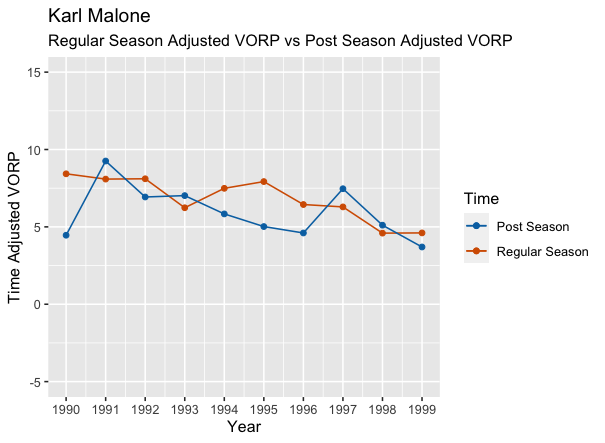 Karl Malone
Regular Season Adjusted VORP vs Post Season Adjusted VORP
Time Adjusted VORP
15
10
5
0
-5
1990 1991 1992 1993 1994 1995 1996 1997 1998 1999
Year
Time
Post Season
Regular Season